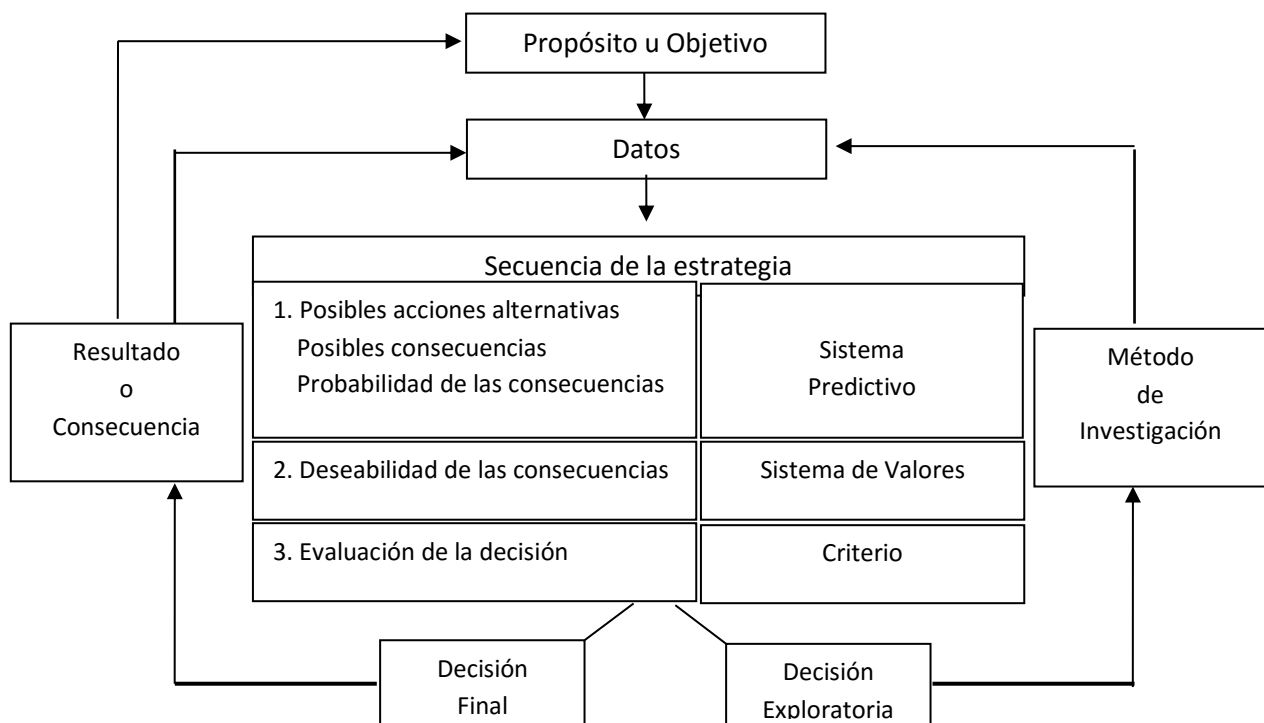 Propósito u Objetivo
Datos
Secuencia de la estrategia
1. Posibles acciones alternativas
Posibles consecuencias
Probabilidad de las consecuencias
Sistema
Predictivo
Resultado
o
Consecuencia
Método
de
Investigación
2. Deseabilidad de las consecuencias
Sistema de Valores
3. Evaluación de la decisión
Criterio
Decisión
Final
Decisión
Exploratoria